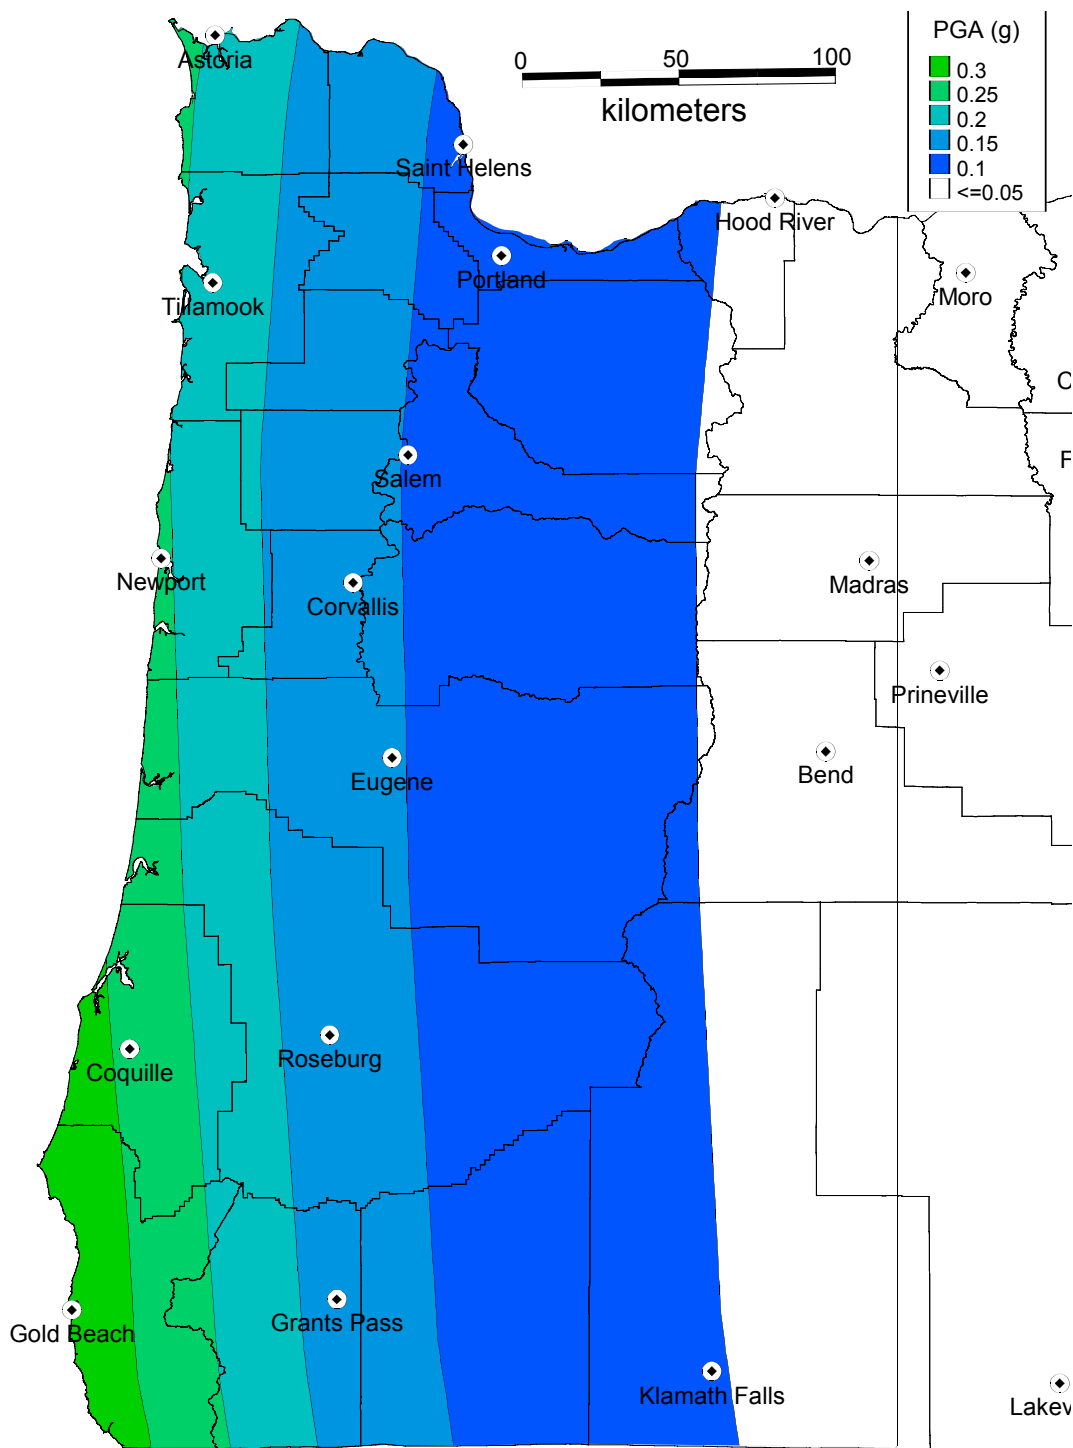 PGA (g)
0.3
0.25
0.2
0.15
0.1
<=0.05
0 50 100
kilometers
Astoria
Saint Helens
Hood River
Portland
Moro
Tillamook
C
F
Salem
Newport
Corvallis
Madras
Prineville
Eugene
Bend
Coquille
Roseburg
Gold Beach
Grants Pass
Klamath Falls
Lakev